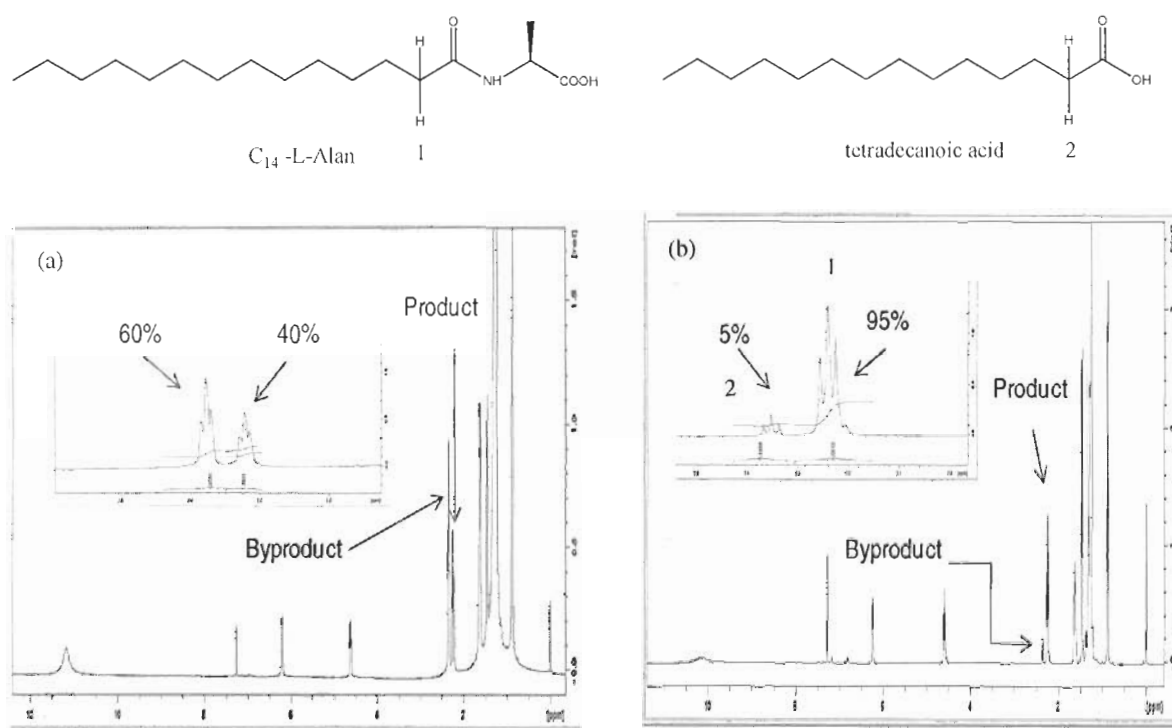 O
H
NH
COOH
H
C14 -L-Alan 1
O
H
OH
H
tetradecanoic acid 2
(a)
Product
60%
40%
Byproduct
12
10
6
4
2
[ppm]
(b)
1
5%
95%
2
Product
Byproduct
10
8
6
4
2
[ppm]